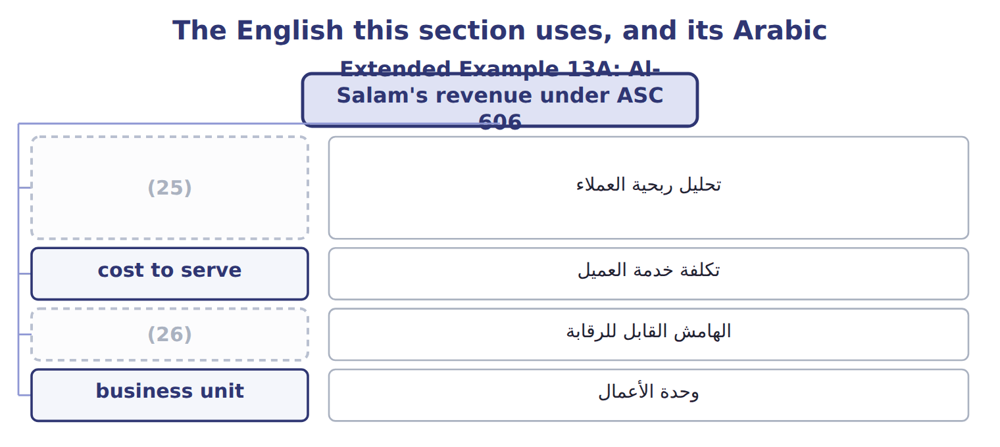 The English this section uses, and its Arabic
Extended Example 13A: Al-
Salam's revenue under ASC
606
(25)
تحليل ربحية العملاء
cost to serve
تكلفة خدمة العميل
(26)
الهامش القابل للرقابة
business unit
وحدة الأعمال